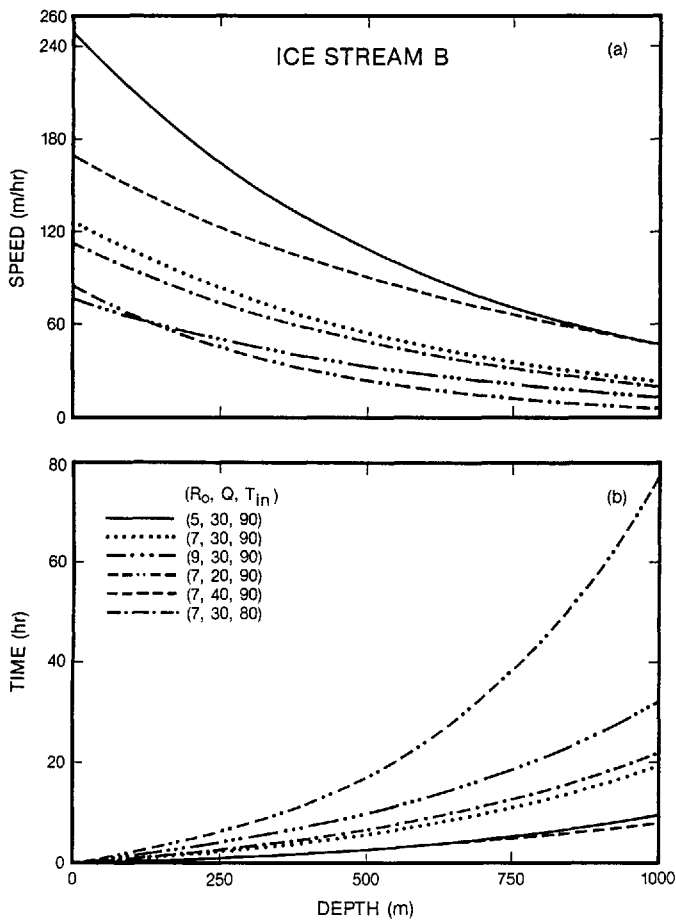 260
240
180
120
60
0
SPEED (m/hr)
ICE STREAM B
(a)
80
60
40
20
0
TIME (hr)
(b)
(Ro, Q, Tin)
(5, 30, 90)
(7, 30, 90)
(9, 30, 90)
(7, 20, 90)
(7, 40, 90)
(7, 30, 80)
0
250
500
750
1000
DEPTH (m)